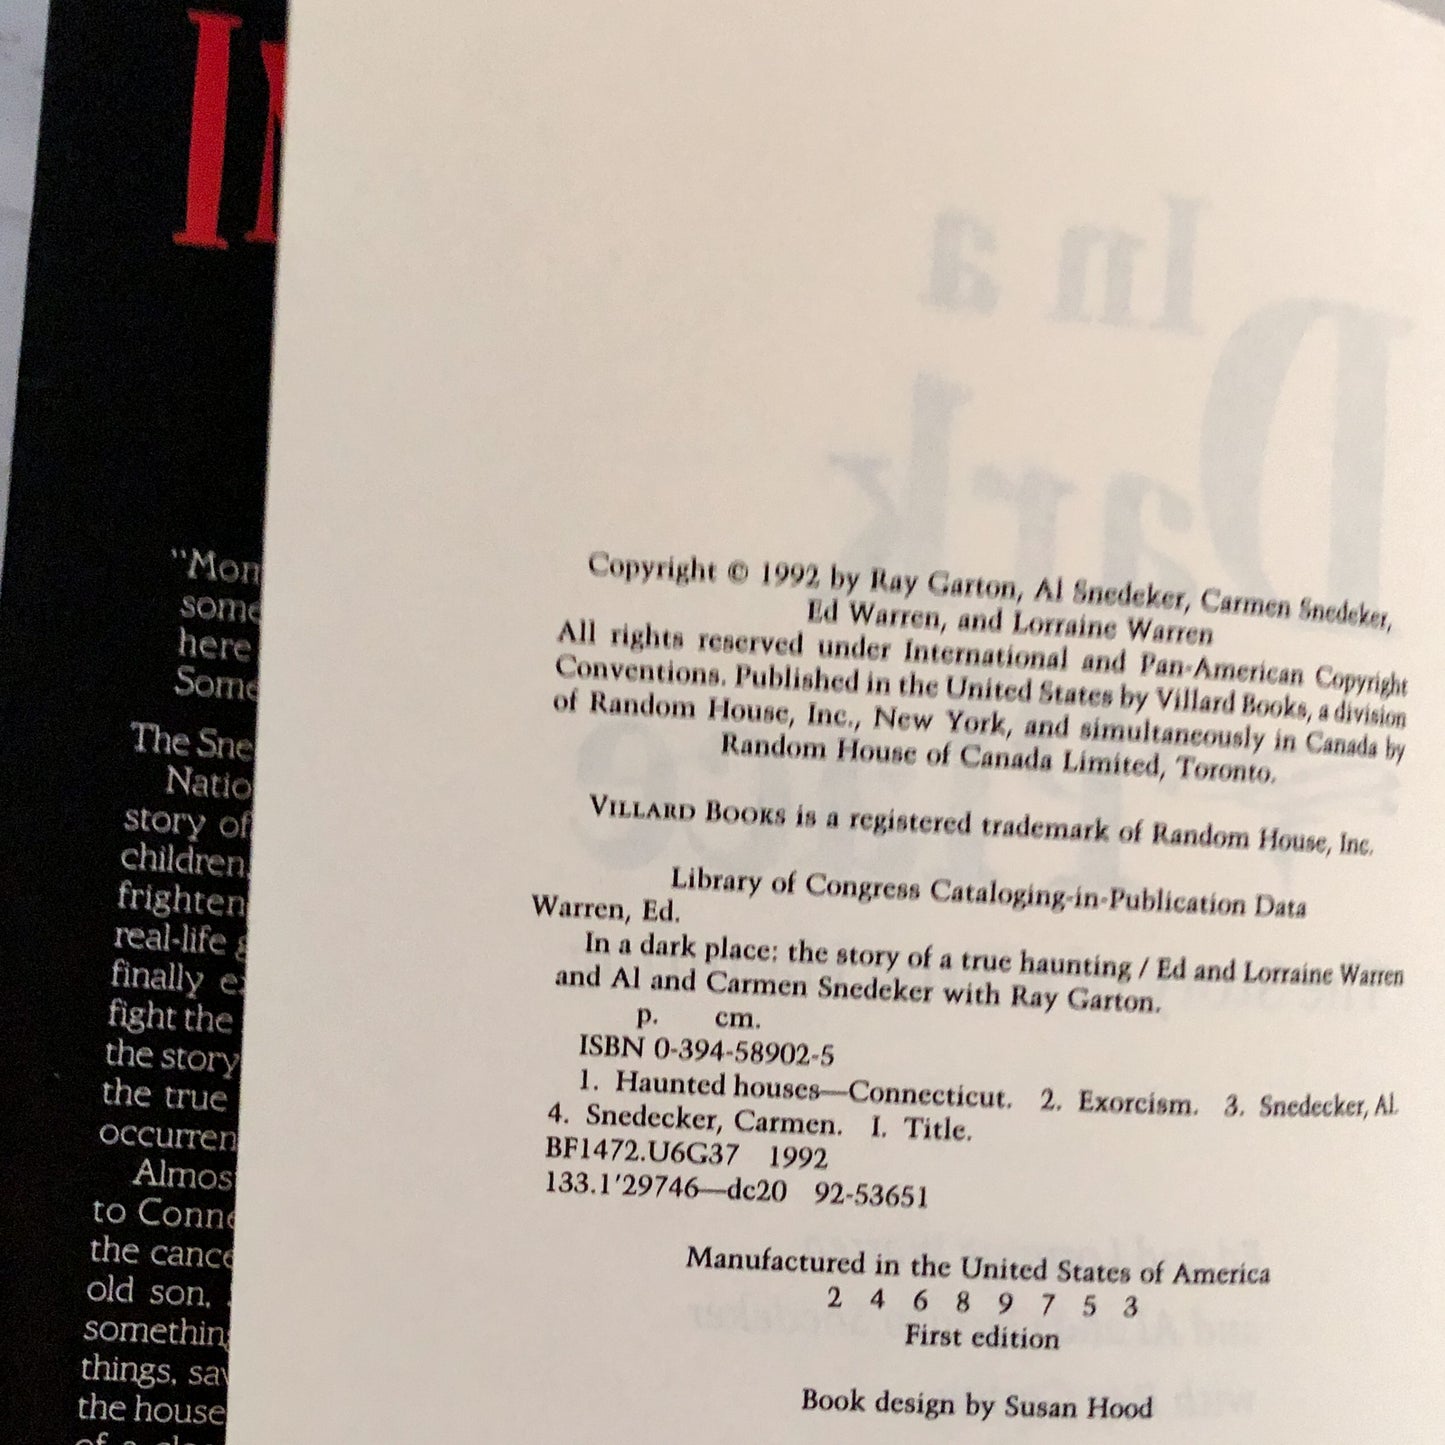 I
"Mon
some
here
Some
The Sne
Natio
story of
children
frighten
real-life
finally e
fight the
the story
the true
occurren
Almos
to Conne
the cance
old son,
something
things, sav
the house
In a
Dark
Copyright © 1992 by Ray Garton, Al Snedeker, Carmen Snedeker,
Ed Warren, and Lorraine Warren
All rights reserved under International and Pan-American Copyright
Conventions. Published in the United States by Villard Books, a division
of Random House, Inc., New York, and simultaneously in Canada by
Random House of Canada Limited, Toronto.
VILLARD BOOKS is a registered trademark of Random House, Inc.
Library of Congress Cataloging-in-Publication Data
Warren, Ed.
In a dark place: the story of a true haunting / Ed and Lorraine Warren
and Al and Carmen Snedeker with Ray Garton.
p. cm.
ISBN 0-394-58902-5
1. Haunted houses—Connecticut. 2. Exorcism. 3. Snedecker, Al.
4. Snedecker, Carmen. I. Title.
BF1472.U6G37 1992
133.1'29746—dc20 92-53651
Manufactured in the United States of America
2 4 6 8 9 7 5 3
First edition
Book design by Susan Hood